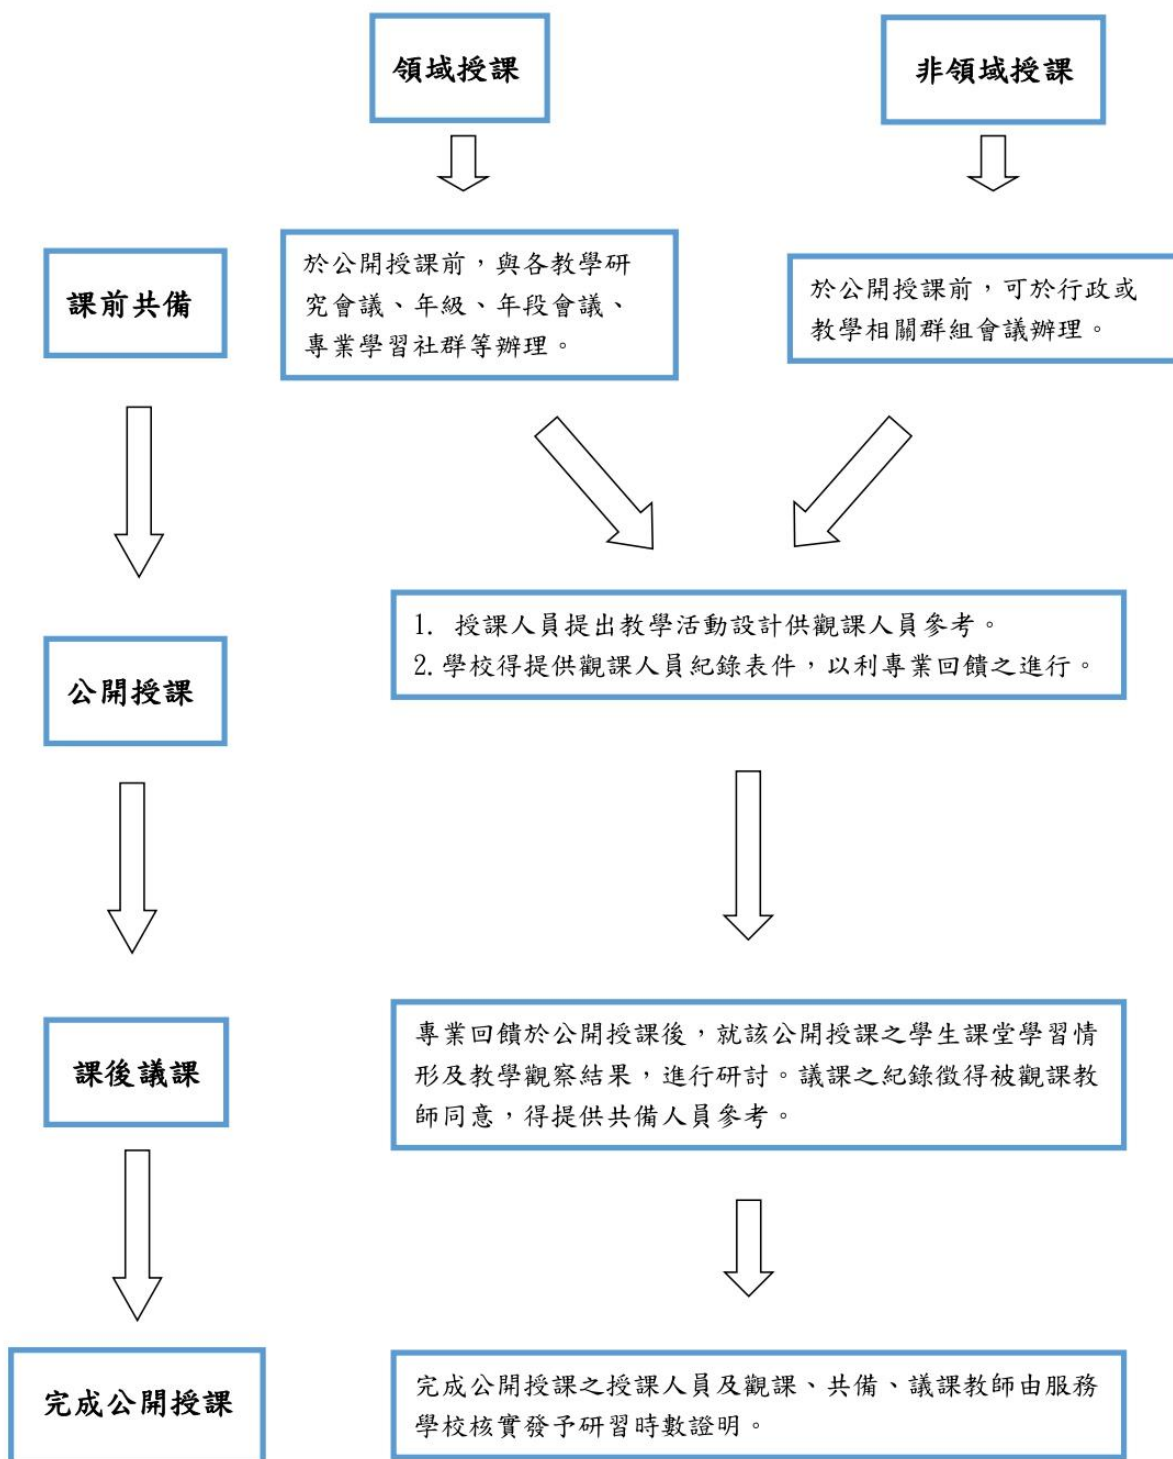 領域授課
非領域授課
課前共備
於公開授課前，與各教學研
究會議、年級、年段會議、
專業學習社群等辦理。
於公開授課前，可於行政或
教學相關群組會議辦理。
公開授課
1. 授課人員提出教學活動設計供觀課人員參考。
2. 學校得提供觀課人員紀錄表件，以利專業回饋之進行。
課後議課
專業回饋於公開授課後，就該公開授課之學生課堂學習情
形及教學觀察結果，進行研討。議課之紀錄徵得被觀課教
師同意，得提供共備人員參考。
完成公開授課
完成公開授課之授課人員及觀課、共備、議課教師由服務
學校核實發予研習時數證明。